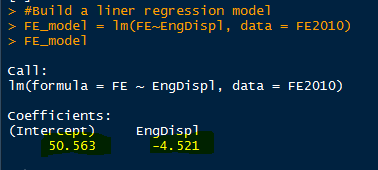 > #Build a liner regression model
> FE_model = lm(FE~EngDispl, data = FE2010)
> FE_model
Call:
lm(formula = FE ~ EngDispl, data = FE2010)
Coefficients:
(Intercept) EngDispl
50.563 -4.521